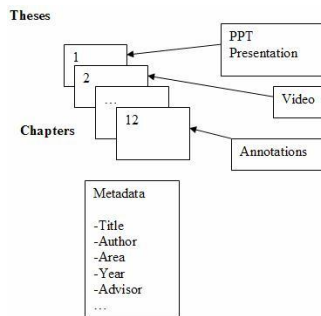 Theses
PPT
Presentation
1
2
Video
...
12
Chapters
Annotations
Metadata
-Title
-Author
-Area
-Year
-Advisor
...